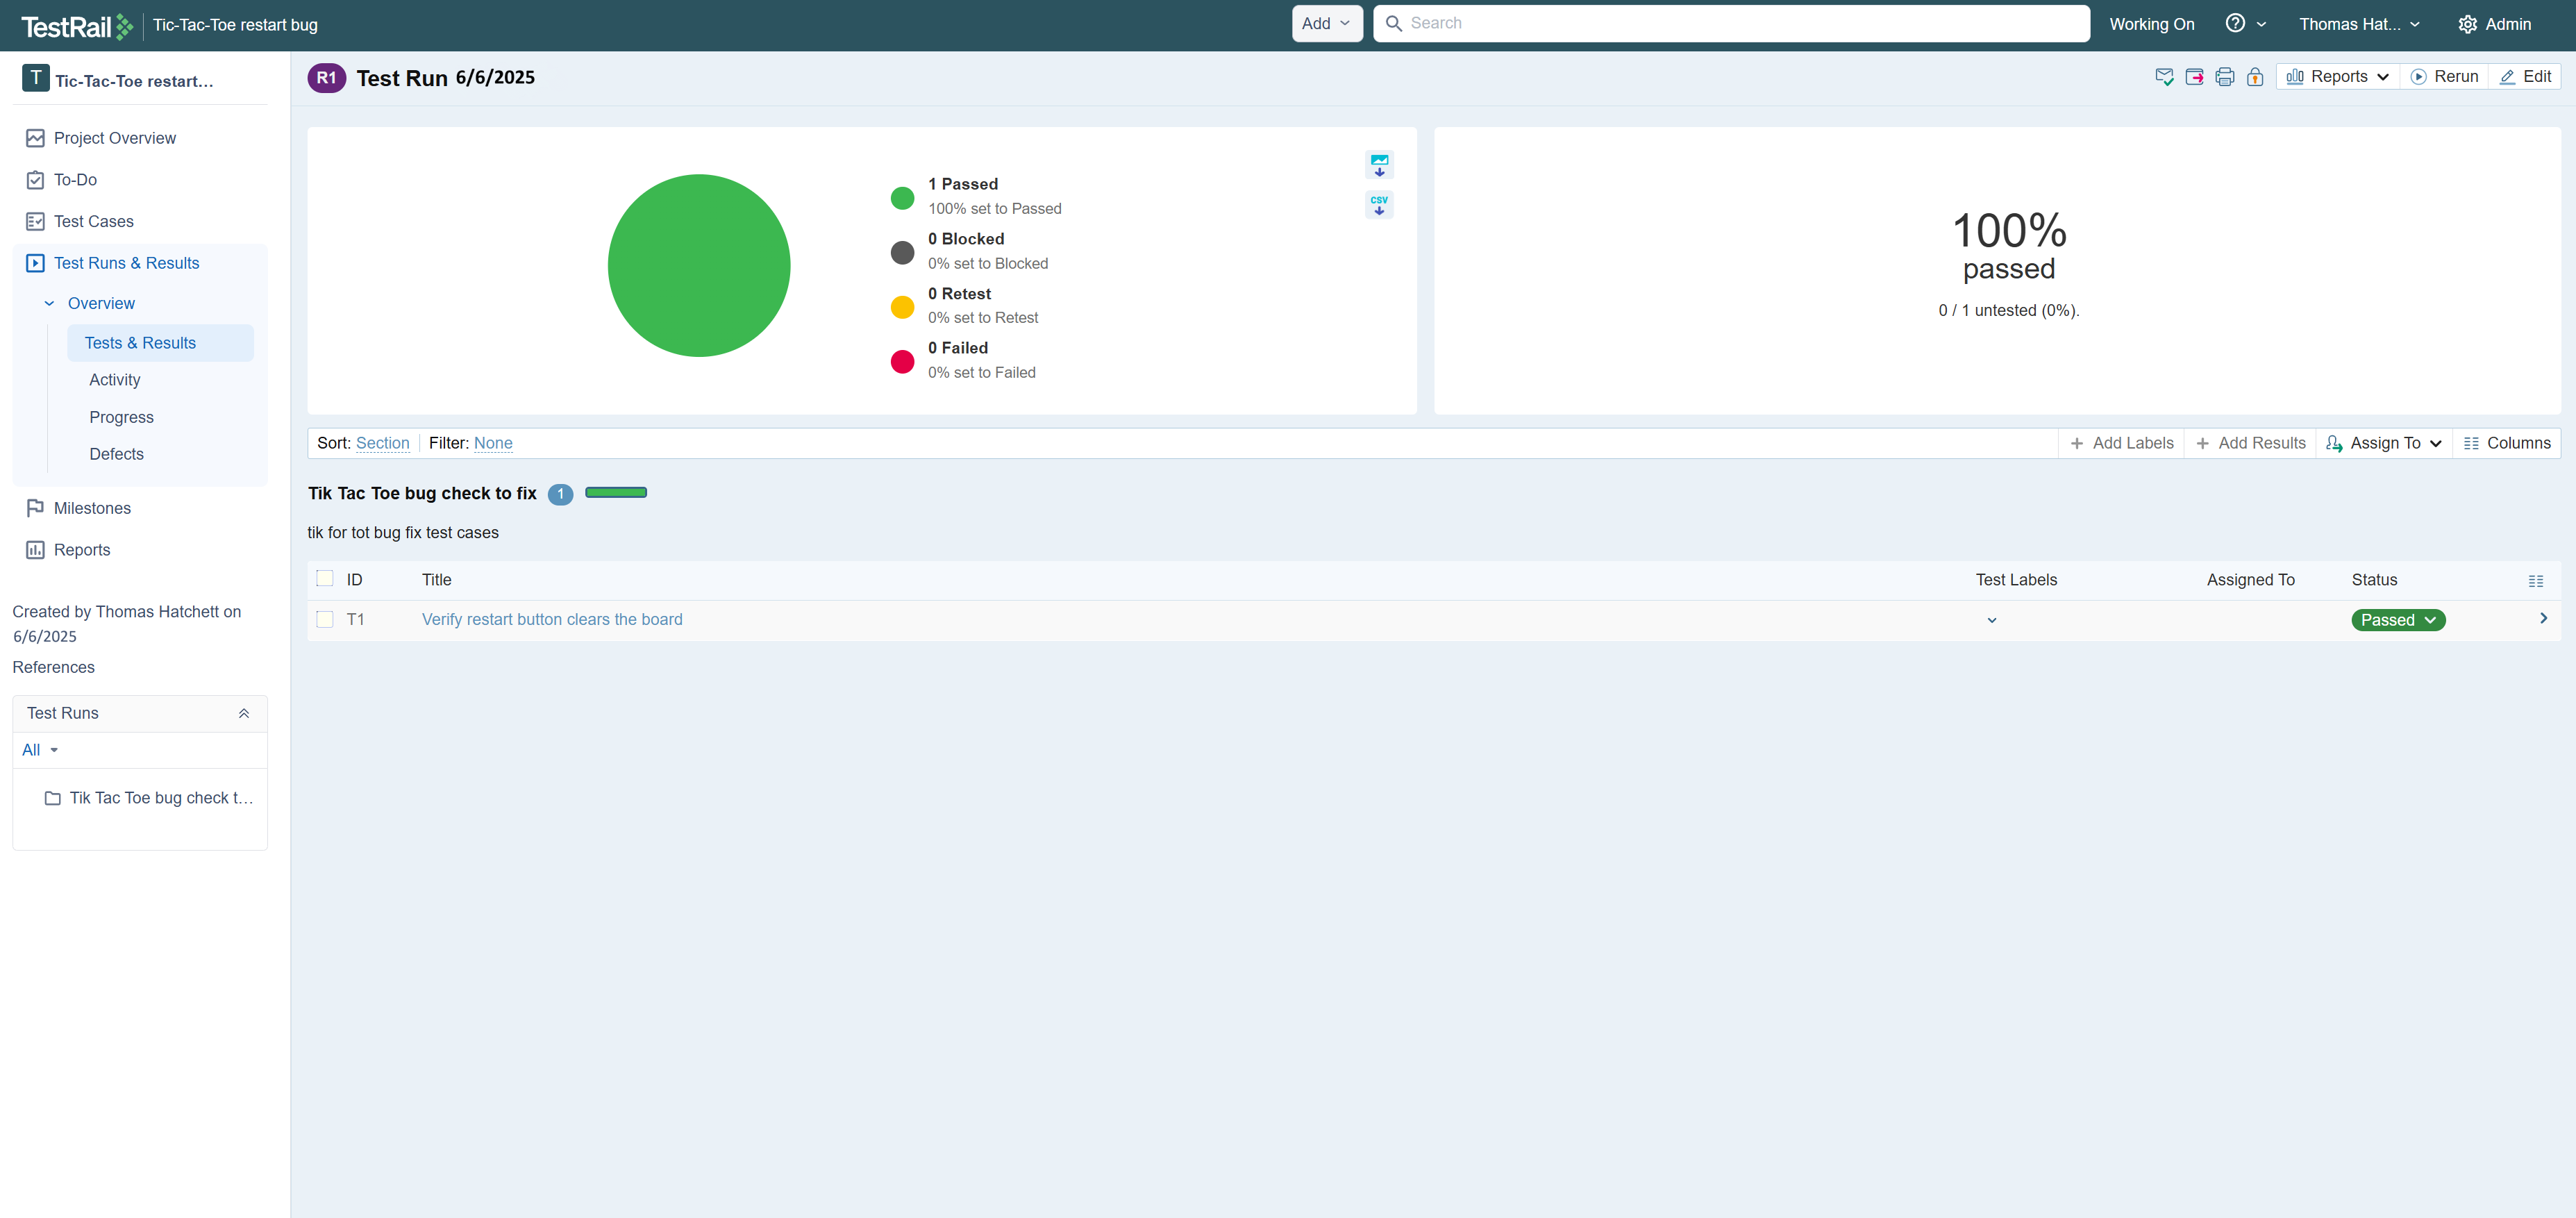 TestRail
Tic-Tac-Toe restart bug
Add
Search
Working On
Thomas Hat...
Admin
T Tic-Tac-Toe restart...
Project Overview
To-Do
Test Cases
Test Runs & Results
Overview
Tests & Results
Activity
Progress
Defects
Milestones
Reports
Created by Thomas Hatchett on
6/6/2025
References
Test Runs
All
Tik Tac Toe bug check t...
R1 Test Run 6/6/2025
Reports
Rerun
Edit
1 Passed
100% set to Passed
0 Blocked
0% set to Blocked
0 Retest
0% set to Retest
0 Failed
0% set to Failed
CSV
100%
passed
0 / 1 untested (0%).
Sort: Section Filter: None
Add Labels
Add Results
Assign To
Columns
Tik Tac Toe bug check to fix 1
tik for tot bug fix test cases
ID Title Test Labels Assigned To Status
T1 Verify restart button clears the board Passed